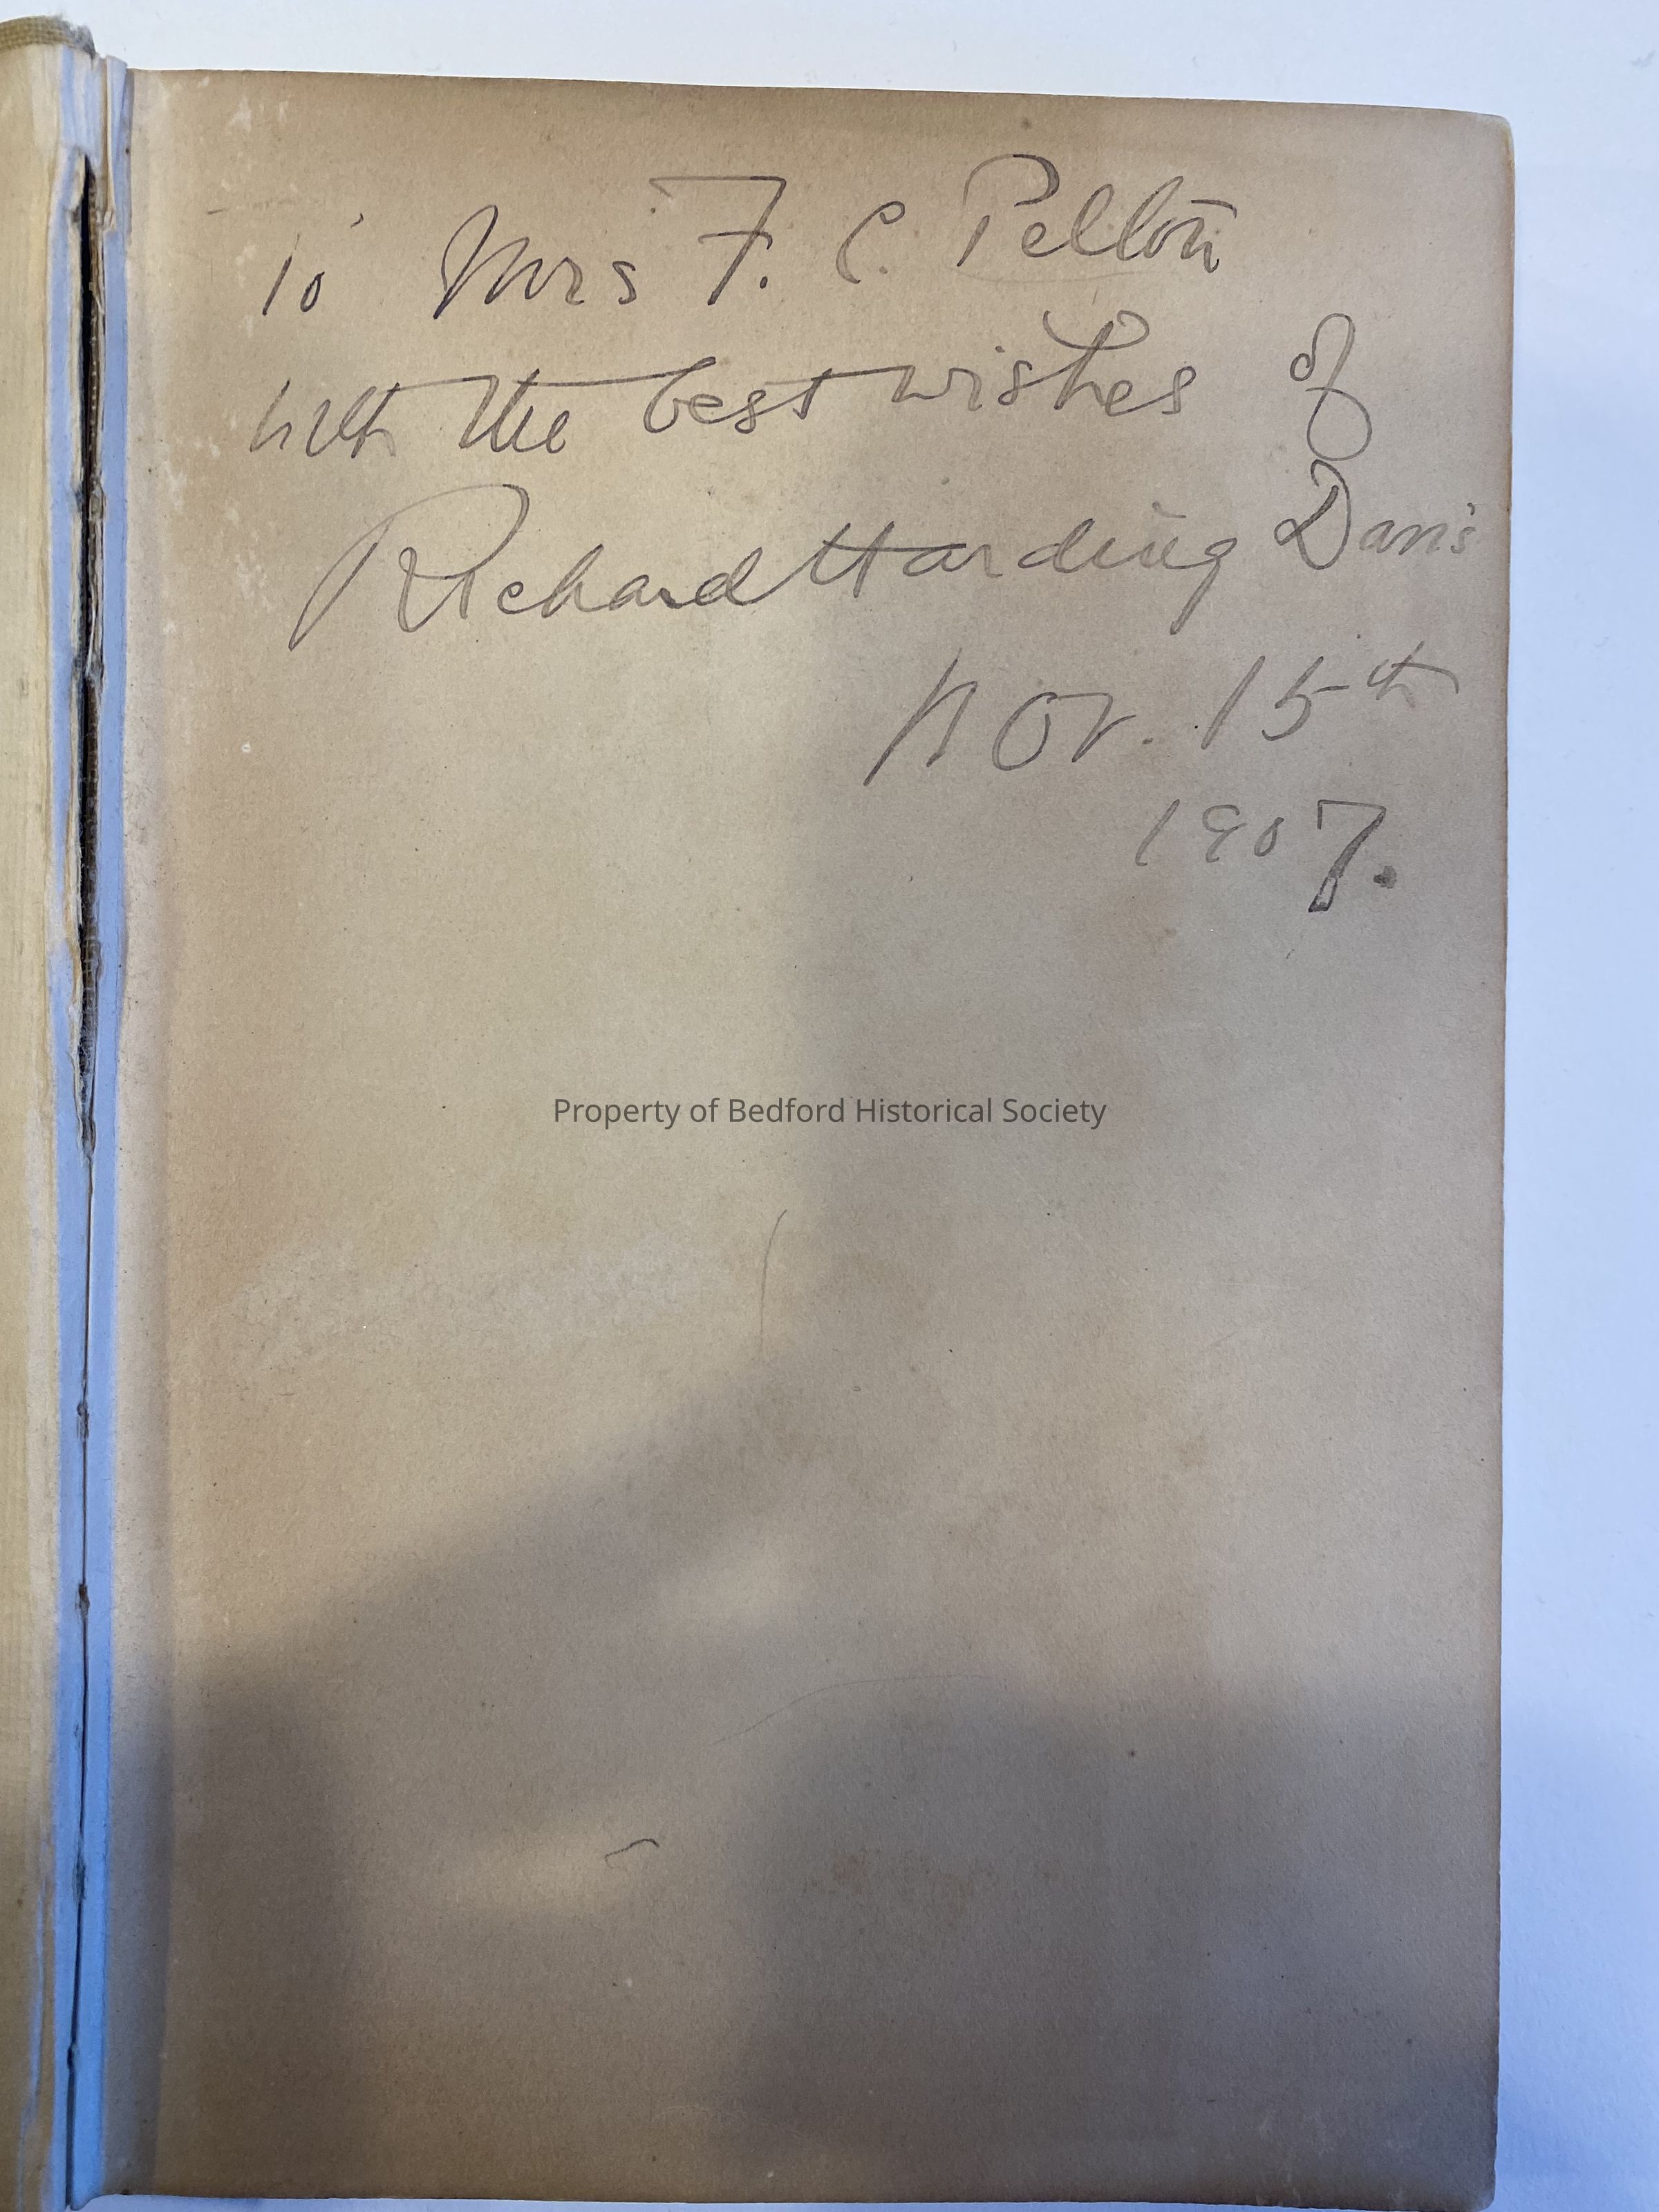 To Mrs F. C. Pelton
with the best wishes of
Richard Harding Davis
Nov. 15th
1907.
Property of Bedford Historical Society